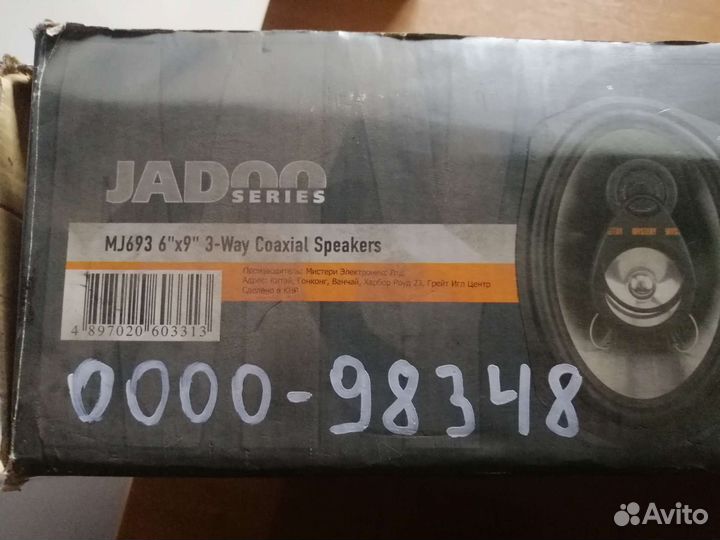 JADOO
SERIES
MJ693 6"x9" 3-Way Coaxial Speakers
Производитель: Мистери Электроникс Лтд.
Адрес: Китай, Гонконг, Ванчай, Харбор Роуд 23, Грейт Игл Центр
Сделано в КНР
4 897020 603313
MYSTERY
0000-98348
Avito